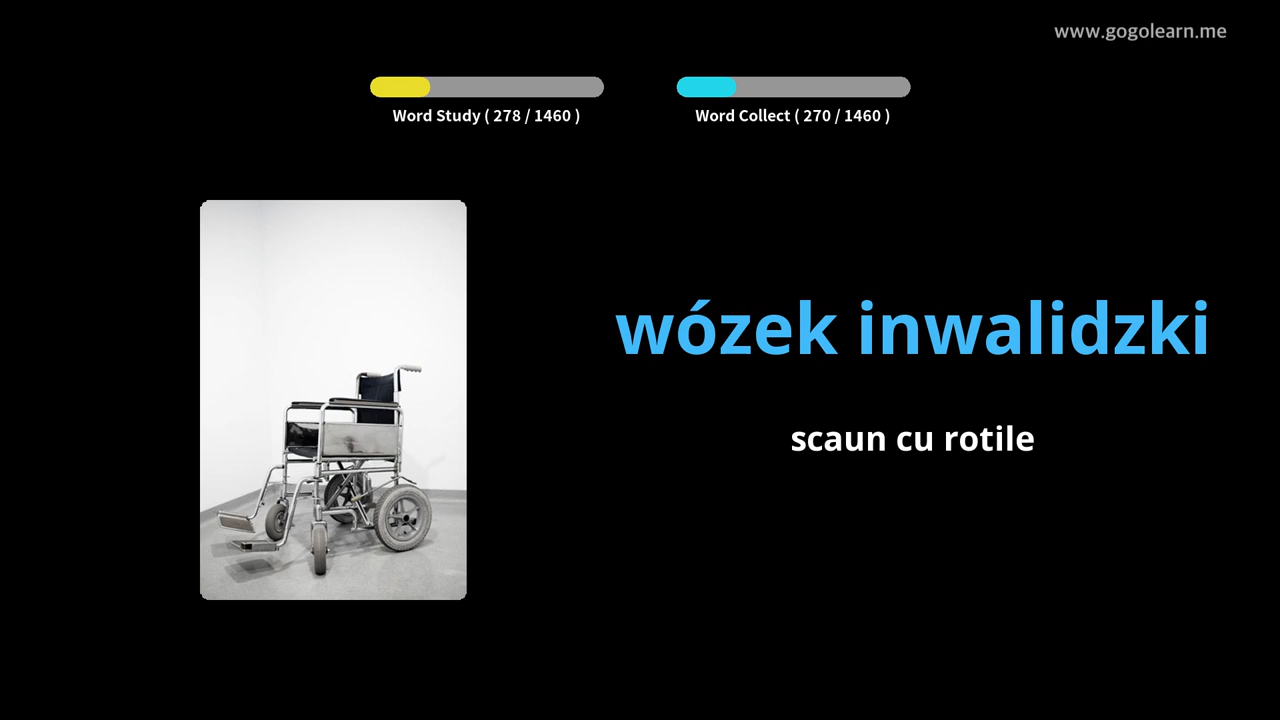 www.gogolearn.me
Word Study ( 278 / 1460 )
Word Collect ( 270 / 1460 )
wózek inwalidzki
scaun cu rotile